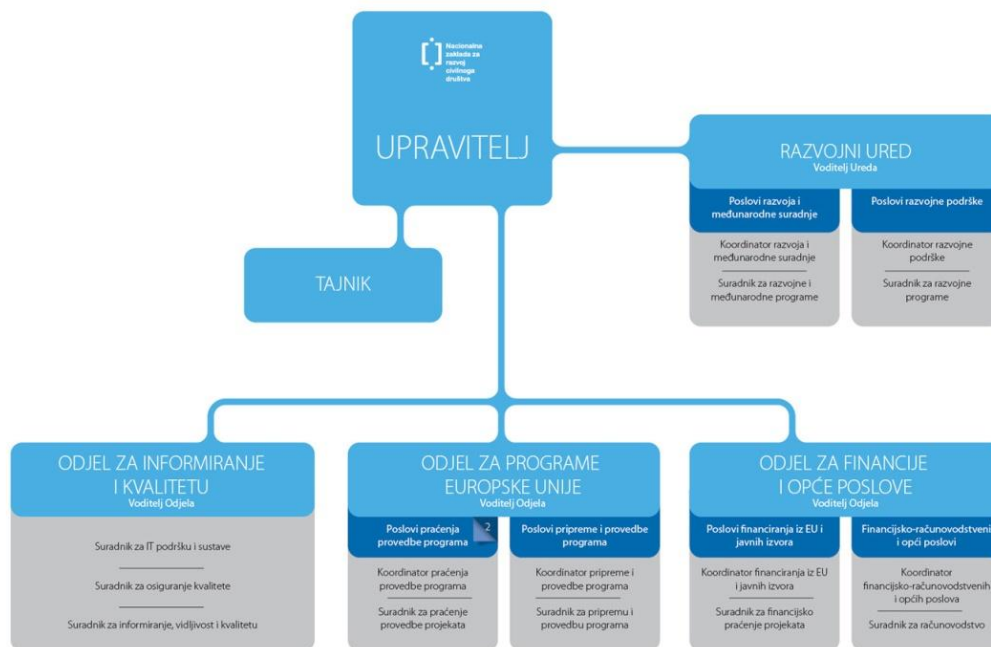 Nacionalna
zaklada za
razvoj
civilnoga
društva
UPRAVITELJ
RAZVOJNI URED
Voditelj Ureda
Poslovi razvoja i
međunarodne suradnje
Koordinator razvoja i
međunarodne suradnje
Suradnik za razvojne i
međunarodne programe
Poslovi razvojne podrške
Koordinator razvojne
podrške
Suradnik za razvojne
programe
TAJNIK
ODJEL ZA INFORMIRANJE
I KVALITETU
Voditelj Odjela
Suradnik za IT podršku i sustave
Suradnik za osiguranje kvalitete
Suradnik za informiranje, vidljivost i kvalitetu
ODJEL ZA PROGRAME
EUROPSKE UNIJE
Voditelj Odjela
Poslovi praćenja
provedbe programa
2
Koordinator praćenja
provedbe programa
Suradnik za praćenje
provedbe projekata
Poslovi pripreme i provedbe
programa
Koordinator pripreme i
provedbe programa
Suradnik za pripremu i
provedbu programa
ODJEL ZA FINANCIJE
I OPĆE POSLOVE
Voditelj Odjela
Poslovi financiranja iz EU i
javnih izvora
Koordinator financiranja iz EU
i javnih izvora
Suradnik za financijsko
praćenje projekata
Financijsko-računovodstveni
i opći poslovi
Koordinator
financijsko-računovodstvenih
i općih poslova
Suradnik za računovodstvo